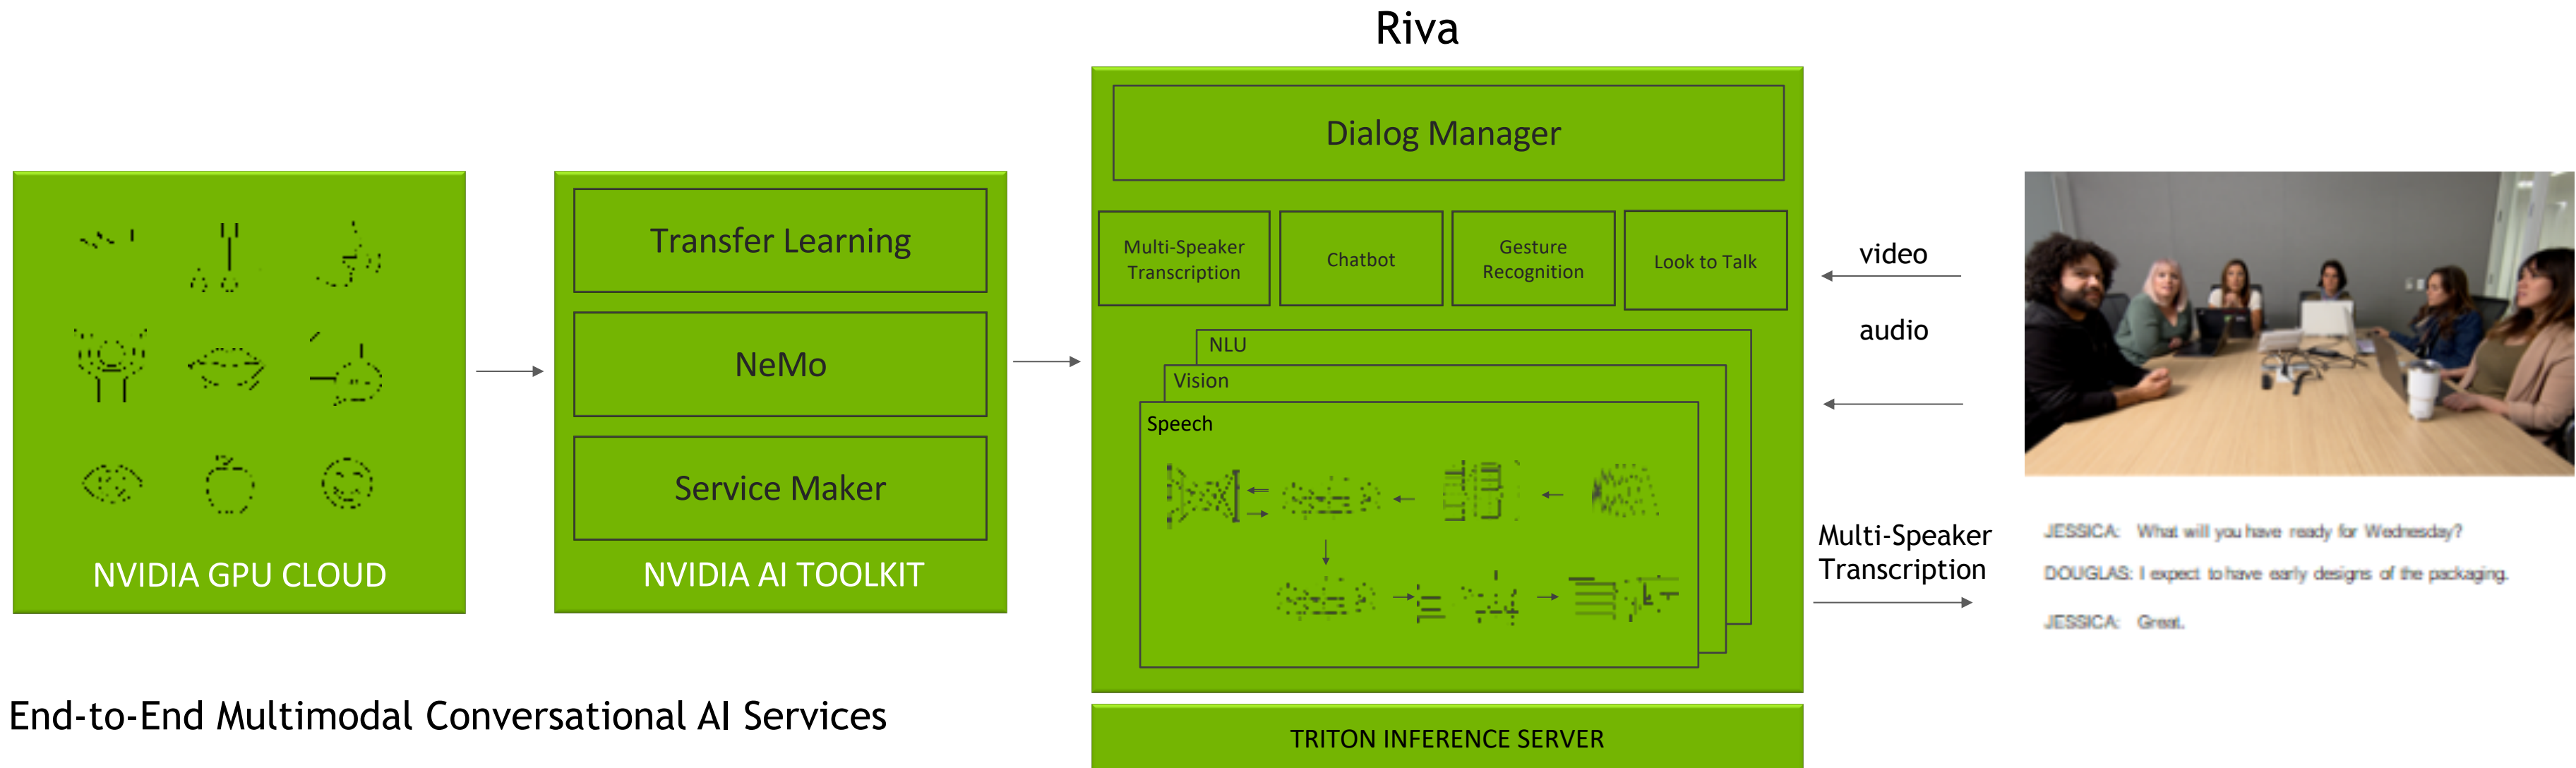 Riva
Dialog Manager
Multi-Speaker
Transcription
Chatbot
Gesture
Recognition
Look to Talk
NLU
Vision
Speech
TRITON INFERENCE SERVER
Transfer Learning
NeMo
Service Maker
NVIDIA AI TOOLKIT
NVIDIA GPU CLOUD
video
audio
Multi-Speaker
Transcription
JESSICA: What will you have ready for Wednesday?
DOUGLAS: I expect to have early designs of the packaging.
JESSICA: Great.
End-to-End Multimodal Conversational AI Services